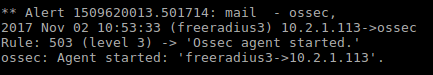 ** Alert 1509620013.501714: mail  - ossec,
2017 Nov 02 10:53:33 (freeradius3) 10.2.1.113->ossec
Rule: 503 (level 3) -> 'Ossec agent started.'
ossec: Agent started: 'freeradius3->10.2.1.113'.